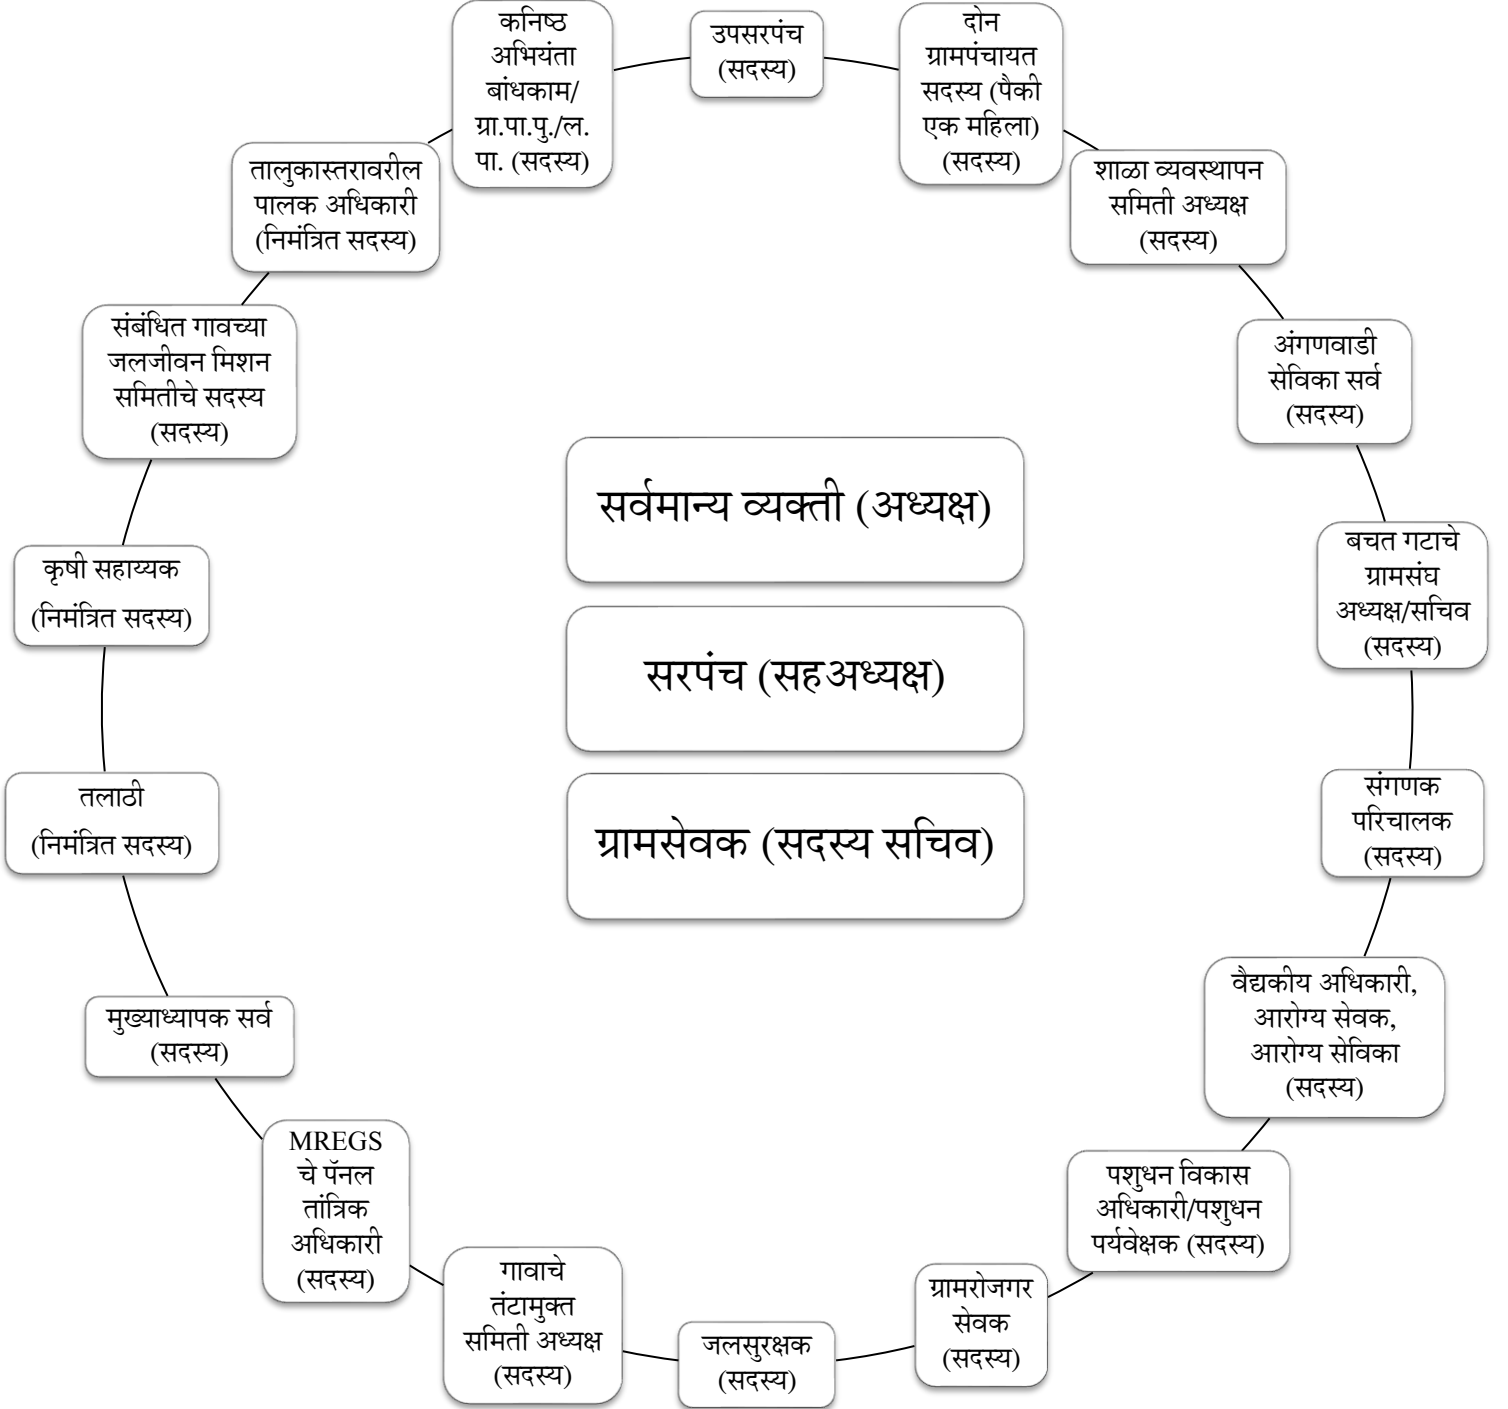 उपसरपंच
(सदस्य)
दोन
ग्रामपंचायत
सदस्य (पैकी
एक महिला)
(सदस्य)
शाळा व्यवस्थापन
समिती अध्यक्ष
(सदस्य)
अंगणवाडी
सेविका सर्व
(सदस्य)
बचत गटाचे
ग्रामसंघ
अध्यक्ष/सचिव
(सदस्य)
संगणक
परिचालक
(सदस्य)
वैद्यकीय अधिकारी,
आरोग्य सेवक,
आरोग्य सेविका
(सदस्य)
पशुधन विकास
अधिकारी/पशुधन
पर्यवेक्षक (सदस्य)
ग्रामरोजगर
सेवक
(सदस्य)
जलसुरक्षक
(सदस्य)
गावाचे
तंटामुक्त
समिती अध्यक्ष
(सदस्य)
MREGS
चे पॅनल
तांत्रिक
अधिकारी
(सदस्य)
मुख्याध्यापक सर्व
(सदस्य)
तलाठी
(निमंत्रित सदस्य)
कृषी सहाय्यक
(निमंत्रित सदस्य)
संबंधित गावच्या
जलजीवन मिशन
समितीचे सदस्य
(सदस्य)
तालुकास्तरावरील
पालक अधिकारी
(निमंत्रित सदस्य)
कनिष्ठ
अभियंता
बांधकाम/
ग्रा.पा.पु./ल.
पा. (सदस्य)
सर्वमान्य व्यक्ती (अध्यक्ष)
सरपंच (सहअध्यक्ष)
ग्रामसेवक (सदस्य सचिव)